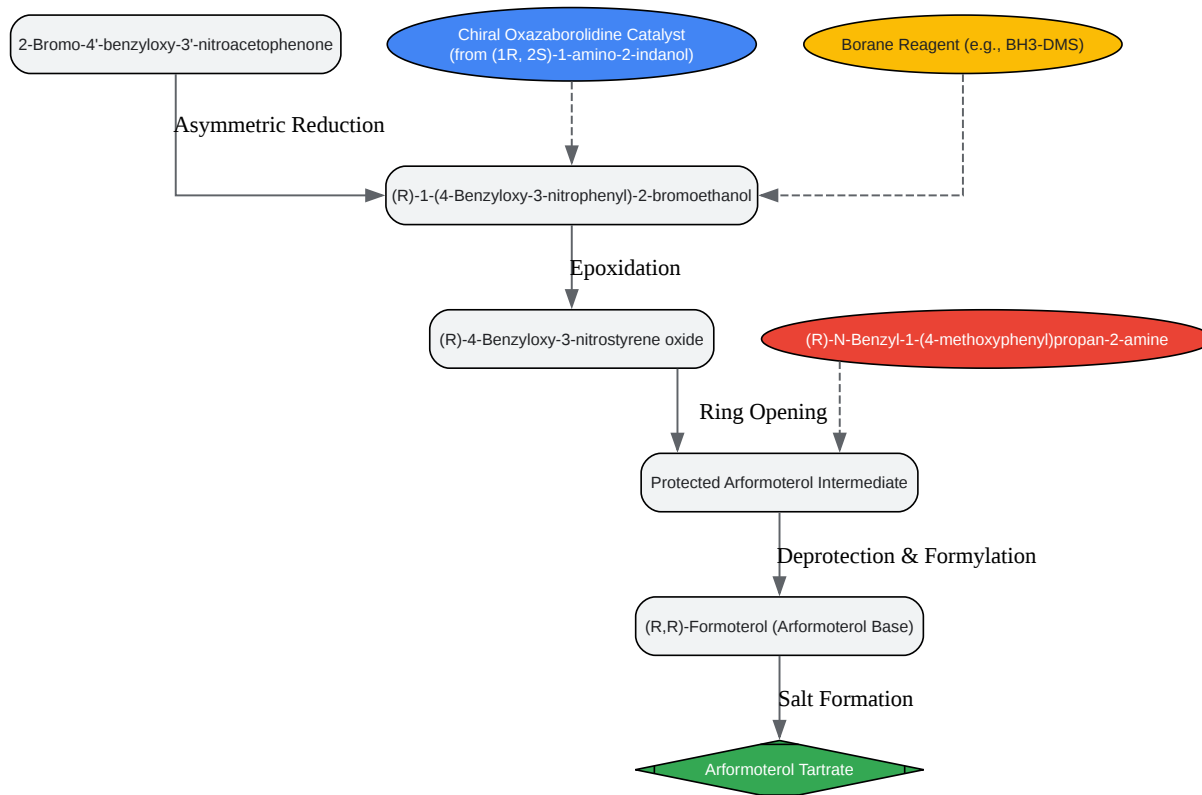 2-Bromo-4'-benzyloxy-3'-nitroacetophenone
Chiral Oxazaborolidine Catalyst
(from (1R, 2S)-1-amino-2-indanol)
Borane Reagent (e.g., BH3-DMS)
Asymmetric Reduction
(R)-1-(4-Benzyloxy-3-nitrophenyl)-2-bromoethanol
Epoxidation
(R)-4-Benzyloxy-3-nitrostyrene oxide
(R)-N-Benzyl-1-(4-methoxyphenyl)propan-2-amine
Ring Opening
Protected Arformoterol Intermediate
Deprotection & Formylation
(R,R)-Formoterol (Arformoterol Base)
Salt Formation
Arformoterol Tartrate